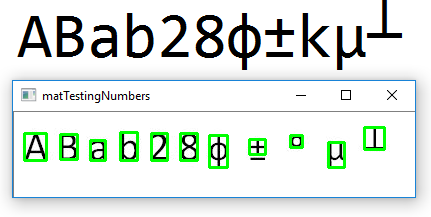 ABab28ϕ±kµ┴
matTestingNumbers
A B a b 2 8 ϕ ± ° µ ┴